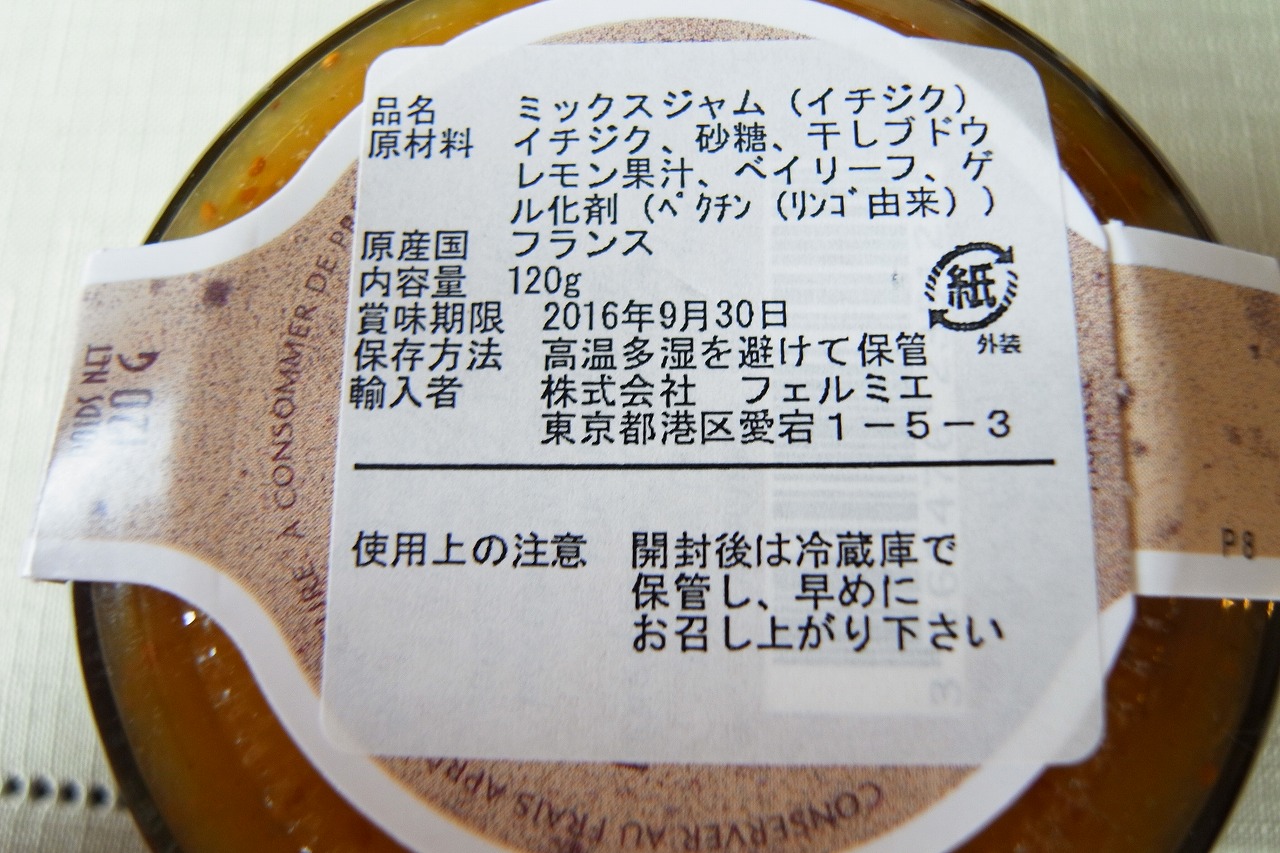 品名 ミックスジャム（イチジク）
原材料 イチジク、砂糖、干しブドウ
レモン果汁、ベイリーフ、ゲ
ル化剤（ﾍﾟｸﾁﾝ（ﾘﾝｺﾞ由来））
原産国 フランス
内容量 120g
賞味期限 2016年9月30日
保存方法 高温多湿を避けて保管
輸入者 株式会社　フェルミエ
東京都港区愛宕１－５－３
紙
外装
使用上の注意 開封後は冷蔵庫で
保管し、早めに
お召し上がり下さい
POIDS NET
120 G
A CONSOMMER DE PR
CONSERVER AU FRAIS APR
P8